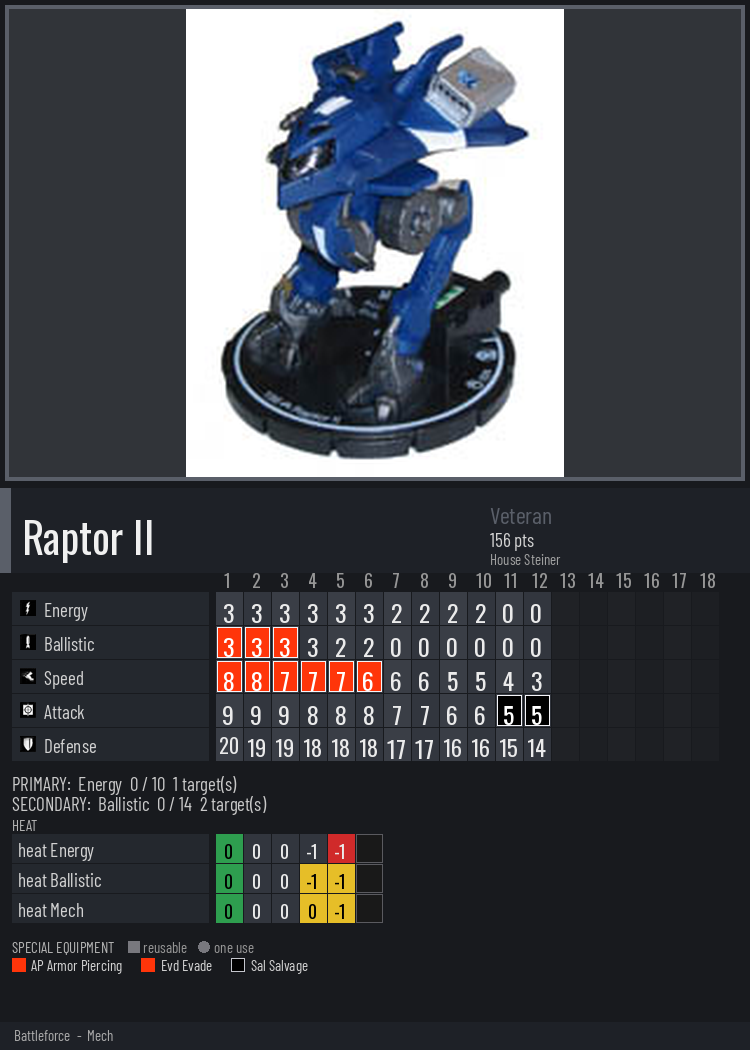 Raptor II
Veteran
156 pts
House Steiner
1 2 3 4 5 6 7 8 9 10 11 12 13 14 15 16 17 18
Energy 3 3 3 3 3 3 2 2 2 2 0 0
Ballistic 3 3 3 3 2 2 0 0 0 0 0 0
Speed 8 8 7 7 7 6 6 6 5 5 4 3
Attack 9 9 9 8 8 8 7 7 6 6 5 5
Defense 20 19 19 18 18 18 17 17 16 16 15 14
PRIMARY: Energy 0 / 10 1 target(s)
SECONDARY: Ballistic 0 / 14 2 target(s)
HEAT
heat Energy 0 0 0 -1 -1
heat Ballistic 0 0 0 -1 -1
heat Mech 0 0 0 0 -1
SPECIAL EQUIPMENT reusable one use
AP Armor Piercing Evd Evade Sal Salvage
Battleforce - Mech